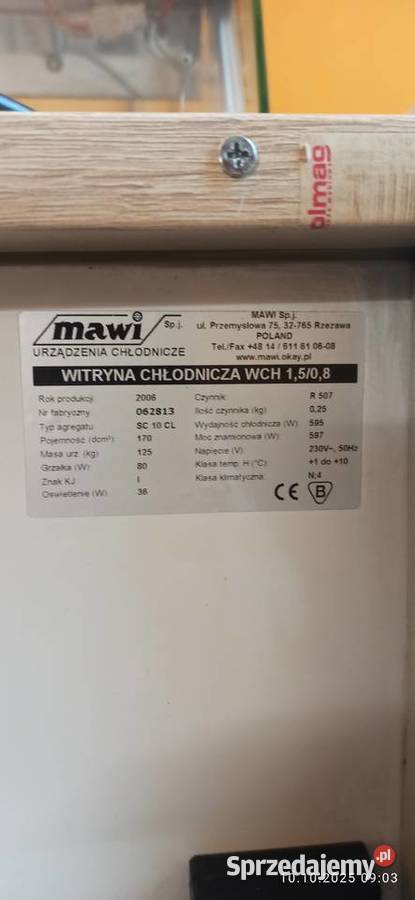 olmag
mawi ® Sp.j.
URZĄDZENIA CHŁODNICZE
MAWI Sp.j.
ul. Przemysłowa 75, 32-765 Rzezawa
POLAND
Tel./Fax +48 14 / 611 61 06-08
www.mawi.okay.pl
WITRYNA CHŁODNICZA WCH 1,5/0,8
Rok produkcji 2006 Czynnik R 507
Nr fabryczny 062813 Ilość czynnika (kg) 0,25
Typ agregatu SC 10 CL Wydajność chłodnicza (W) 595
Pojemność (dcm³) 170 Moc znamionowa (W) 597
Masa urz. (kg) 125 Napięcie (V) 230V~, 50Hz
Grzałka (W) 80 Klasa temp. H (°C) +1 do +10
Znak KJ I Klasa klimatyczna N;4
Oświetlenie (W) 36 CE B
Sprzedajemy.pl
10.10.2025 09:03